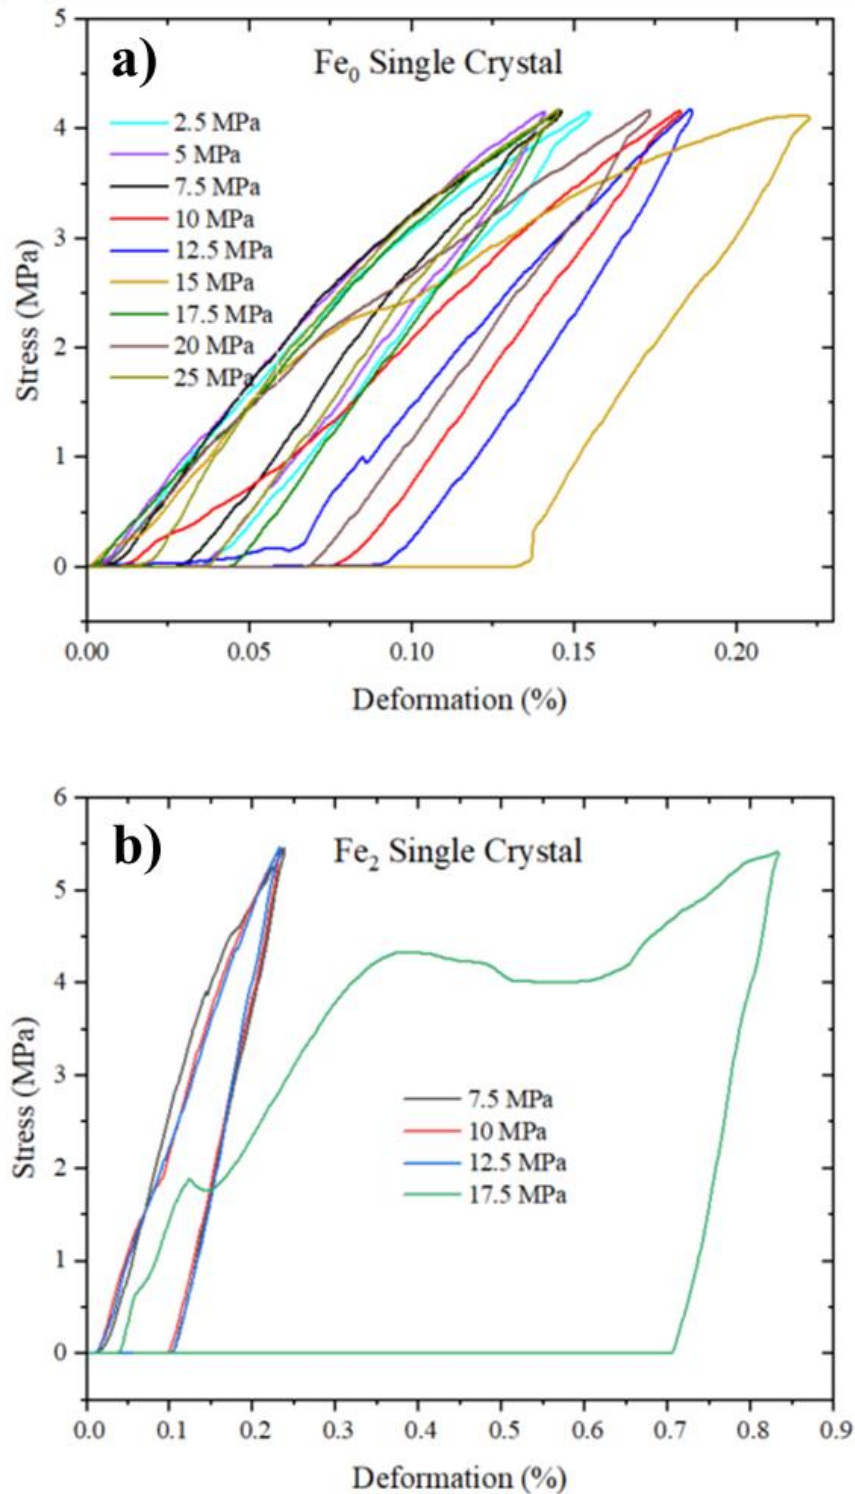 a)
Fe₀ Single Crystal
5
4
3
2
1
0
Stress (MPa)
2.5 MPa
5 MPa
7.5 MPa
10 MPa
12.5 MPa
15 MPa
17.5 MPa
20 MPa
25 MPa
0.00 0.05 0.10 0.15 0.20
Deformation (%)
b)
Fe₂ Single Crystal
6
5
4
3
2
1
0
Stress (MPa)
7.5 MPa
10 MPa
12.5 MPa
17.5 MPa
0.0 0.1 0.2 0.3 0.4 0.5 0.6 0.7 0.8 0.9
Deformation (%)